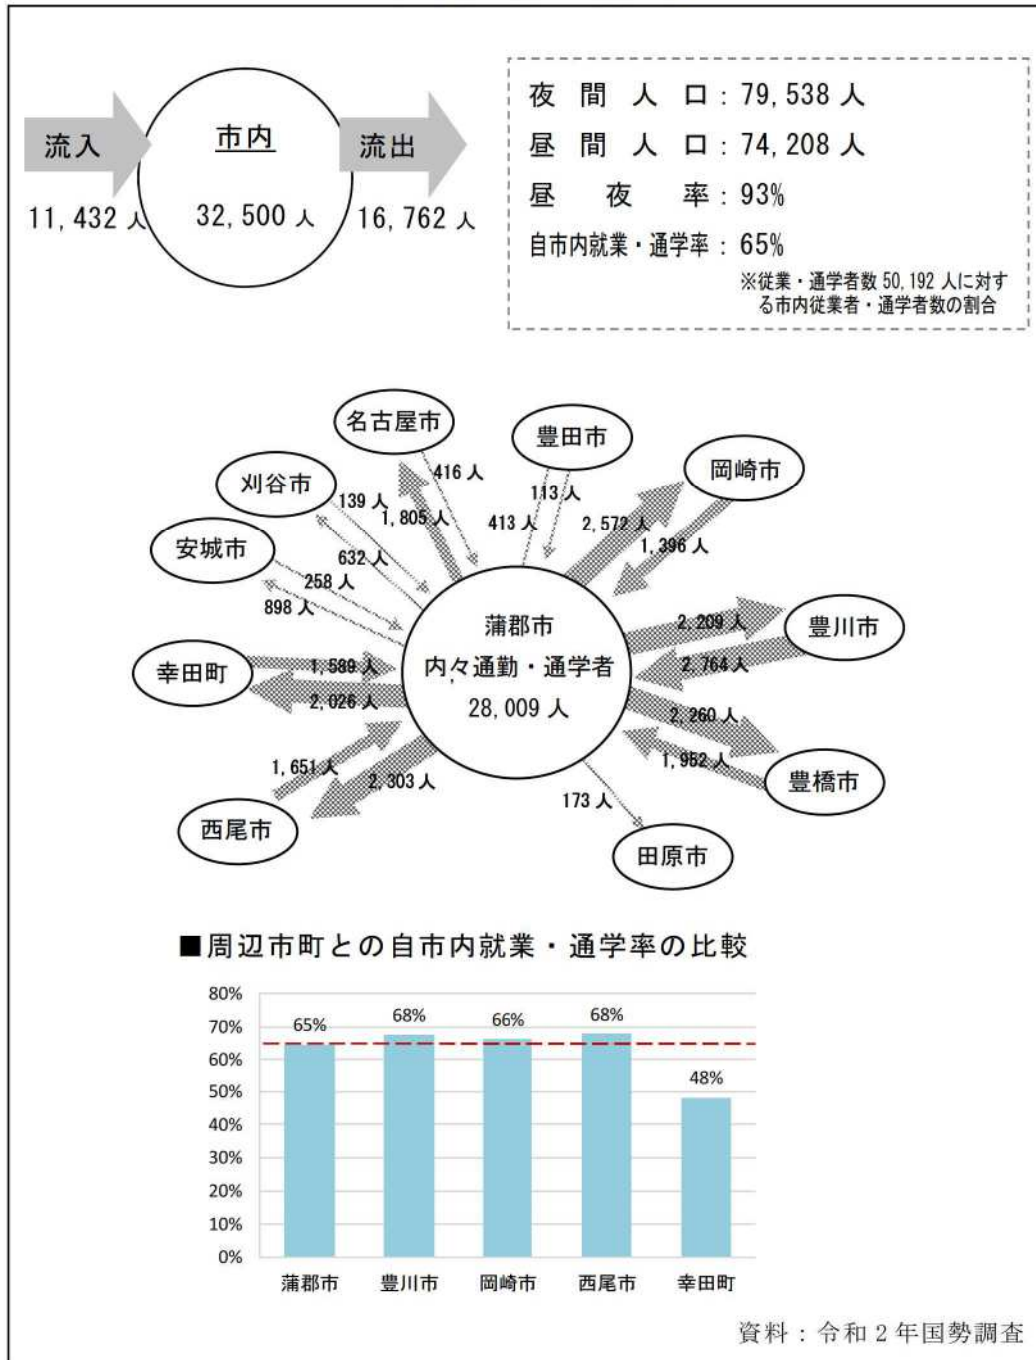 流入
市内
流出
11,432 人
32,500 人
16,762 人
夜間人口：79,538 人
昼間人口：74,208 人
昼夜率：93%
自市内就業・通学率：65%
※従業・通学者数 50,192 人に対す
る市内従業者・通学者数の割合
名古屋市
豊田市
岡崎市
刈谷市
安城市
幸田町
西尾市
豊川市
豊橋市
田原市
416 人
1,805 人
139 人
632 人
258 人
898 人
113 人
413 人
2,572 人
1,396 人
2,209 人
2,764 人
2,260 人
1,952 人
173 人
1,589 人
2,026 人
1,651 人
2,303 人
蒲郡市
内々通勤・通学者
28,009 人
■周辺市町との自市内就業・通学率の比較
80%
70%
60%
50%
40%
30%
20%
10%
0%
65%
68%
66%
68%
48%
蒲郡市
豊川市
岡崎市
西尾市
幸田町
資料：令和２年国勢調査